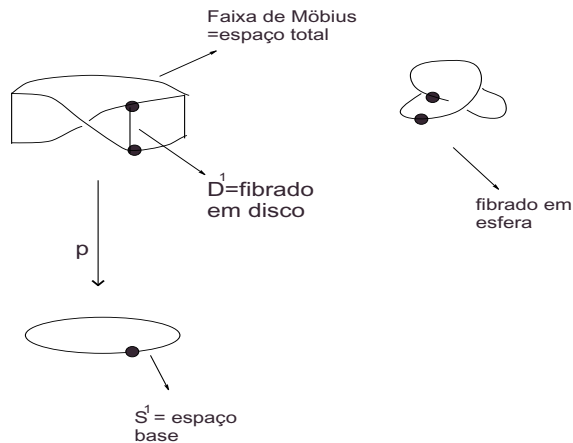 Faixa de Möbius
=espaço total
D¹=fibrado
em disco
fibrado em
esfera
p
S¹= espaço
base